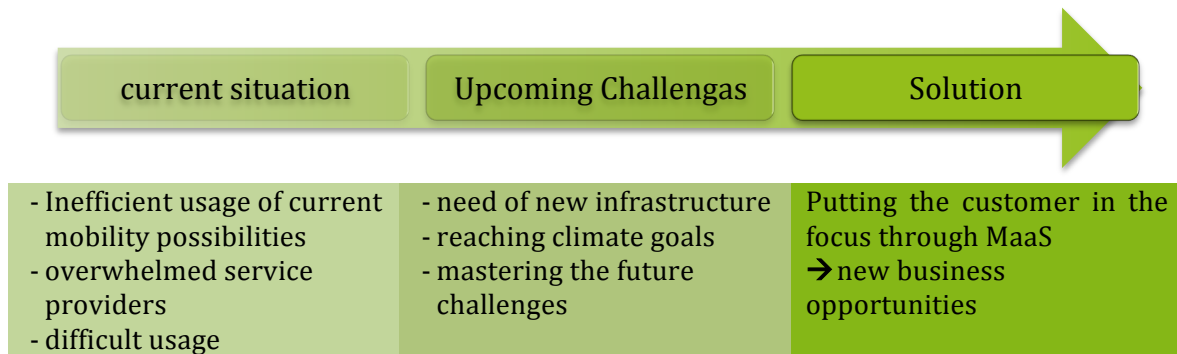 current situation
Upcoming Challengas
Solution
- Inefficient usage of current
mobility possibilities
- overwhelmed service
providers
- difficult usage
- need of new infrastructure
- reaching climate goals
- mastering the future
challenges
Putting the customer in the
focus through MaaS
➔ new business
opportunities